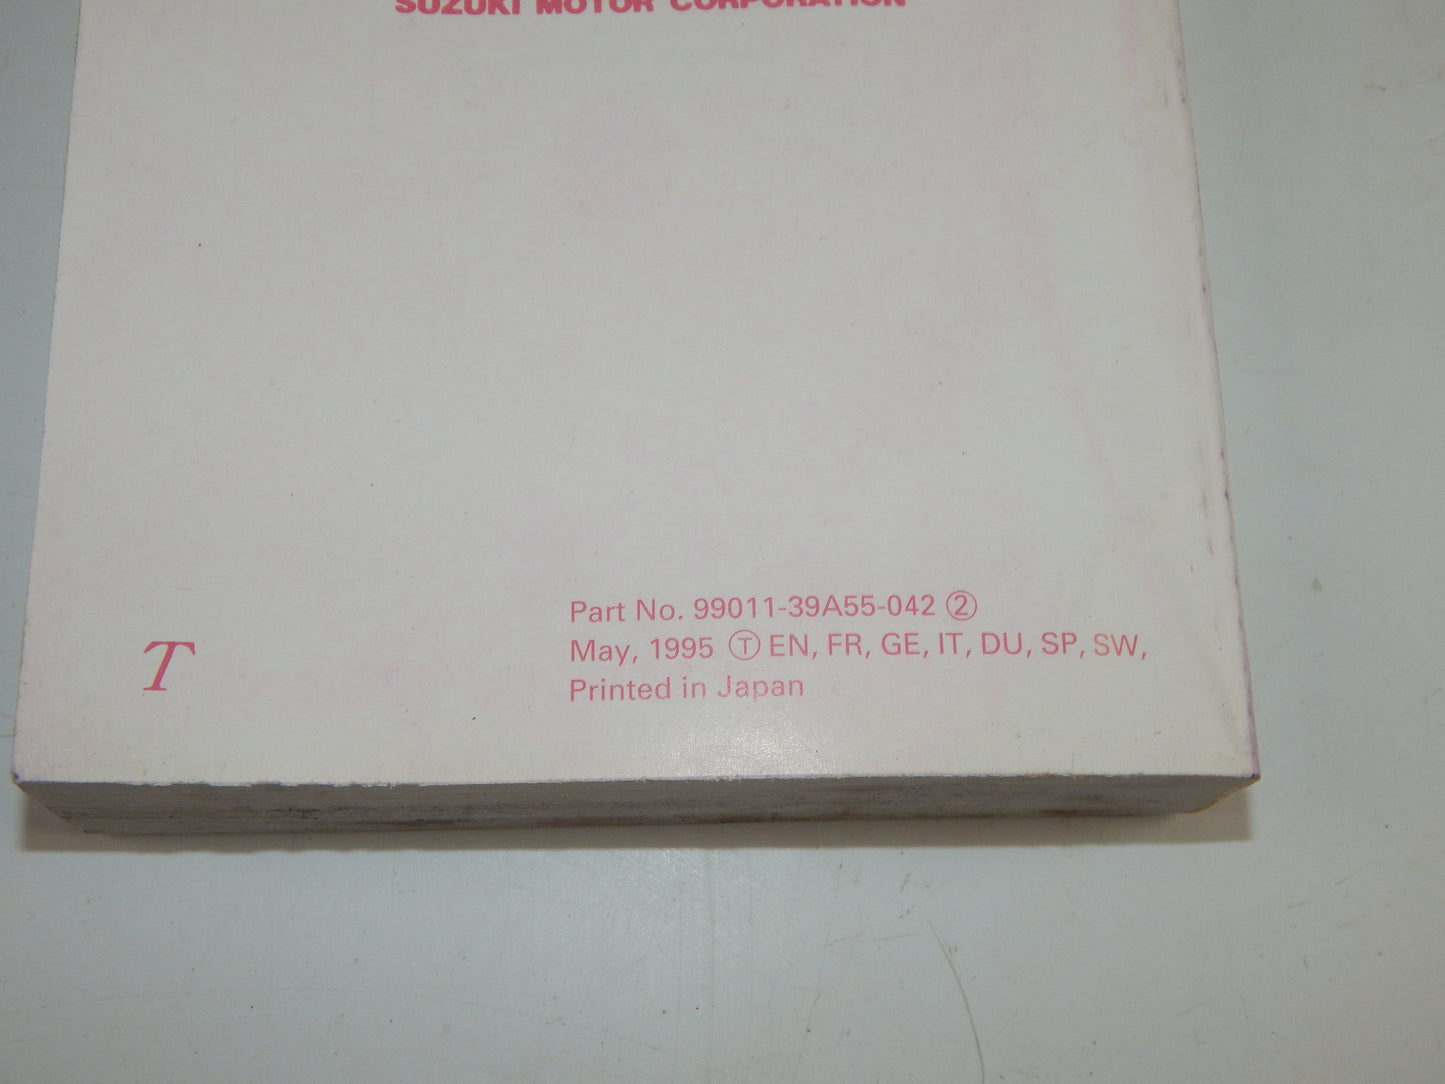 SUZUKI MOTOR CORPORATION
Part No. 99011-39A55-042 ②
May, 1995 Ⓣ EN, FR, GE, IT, DU, SP, SW,
T
Printed in Japan